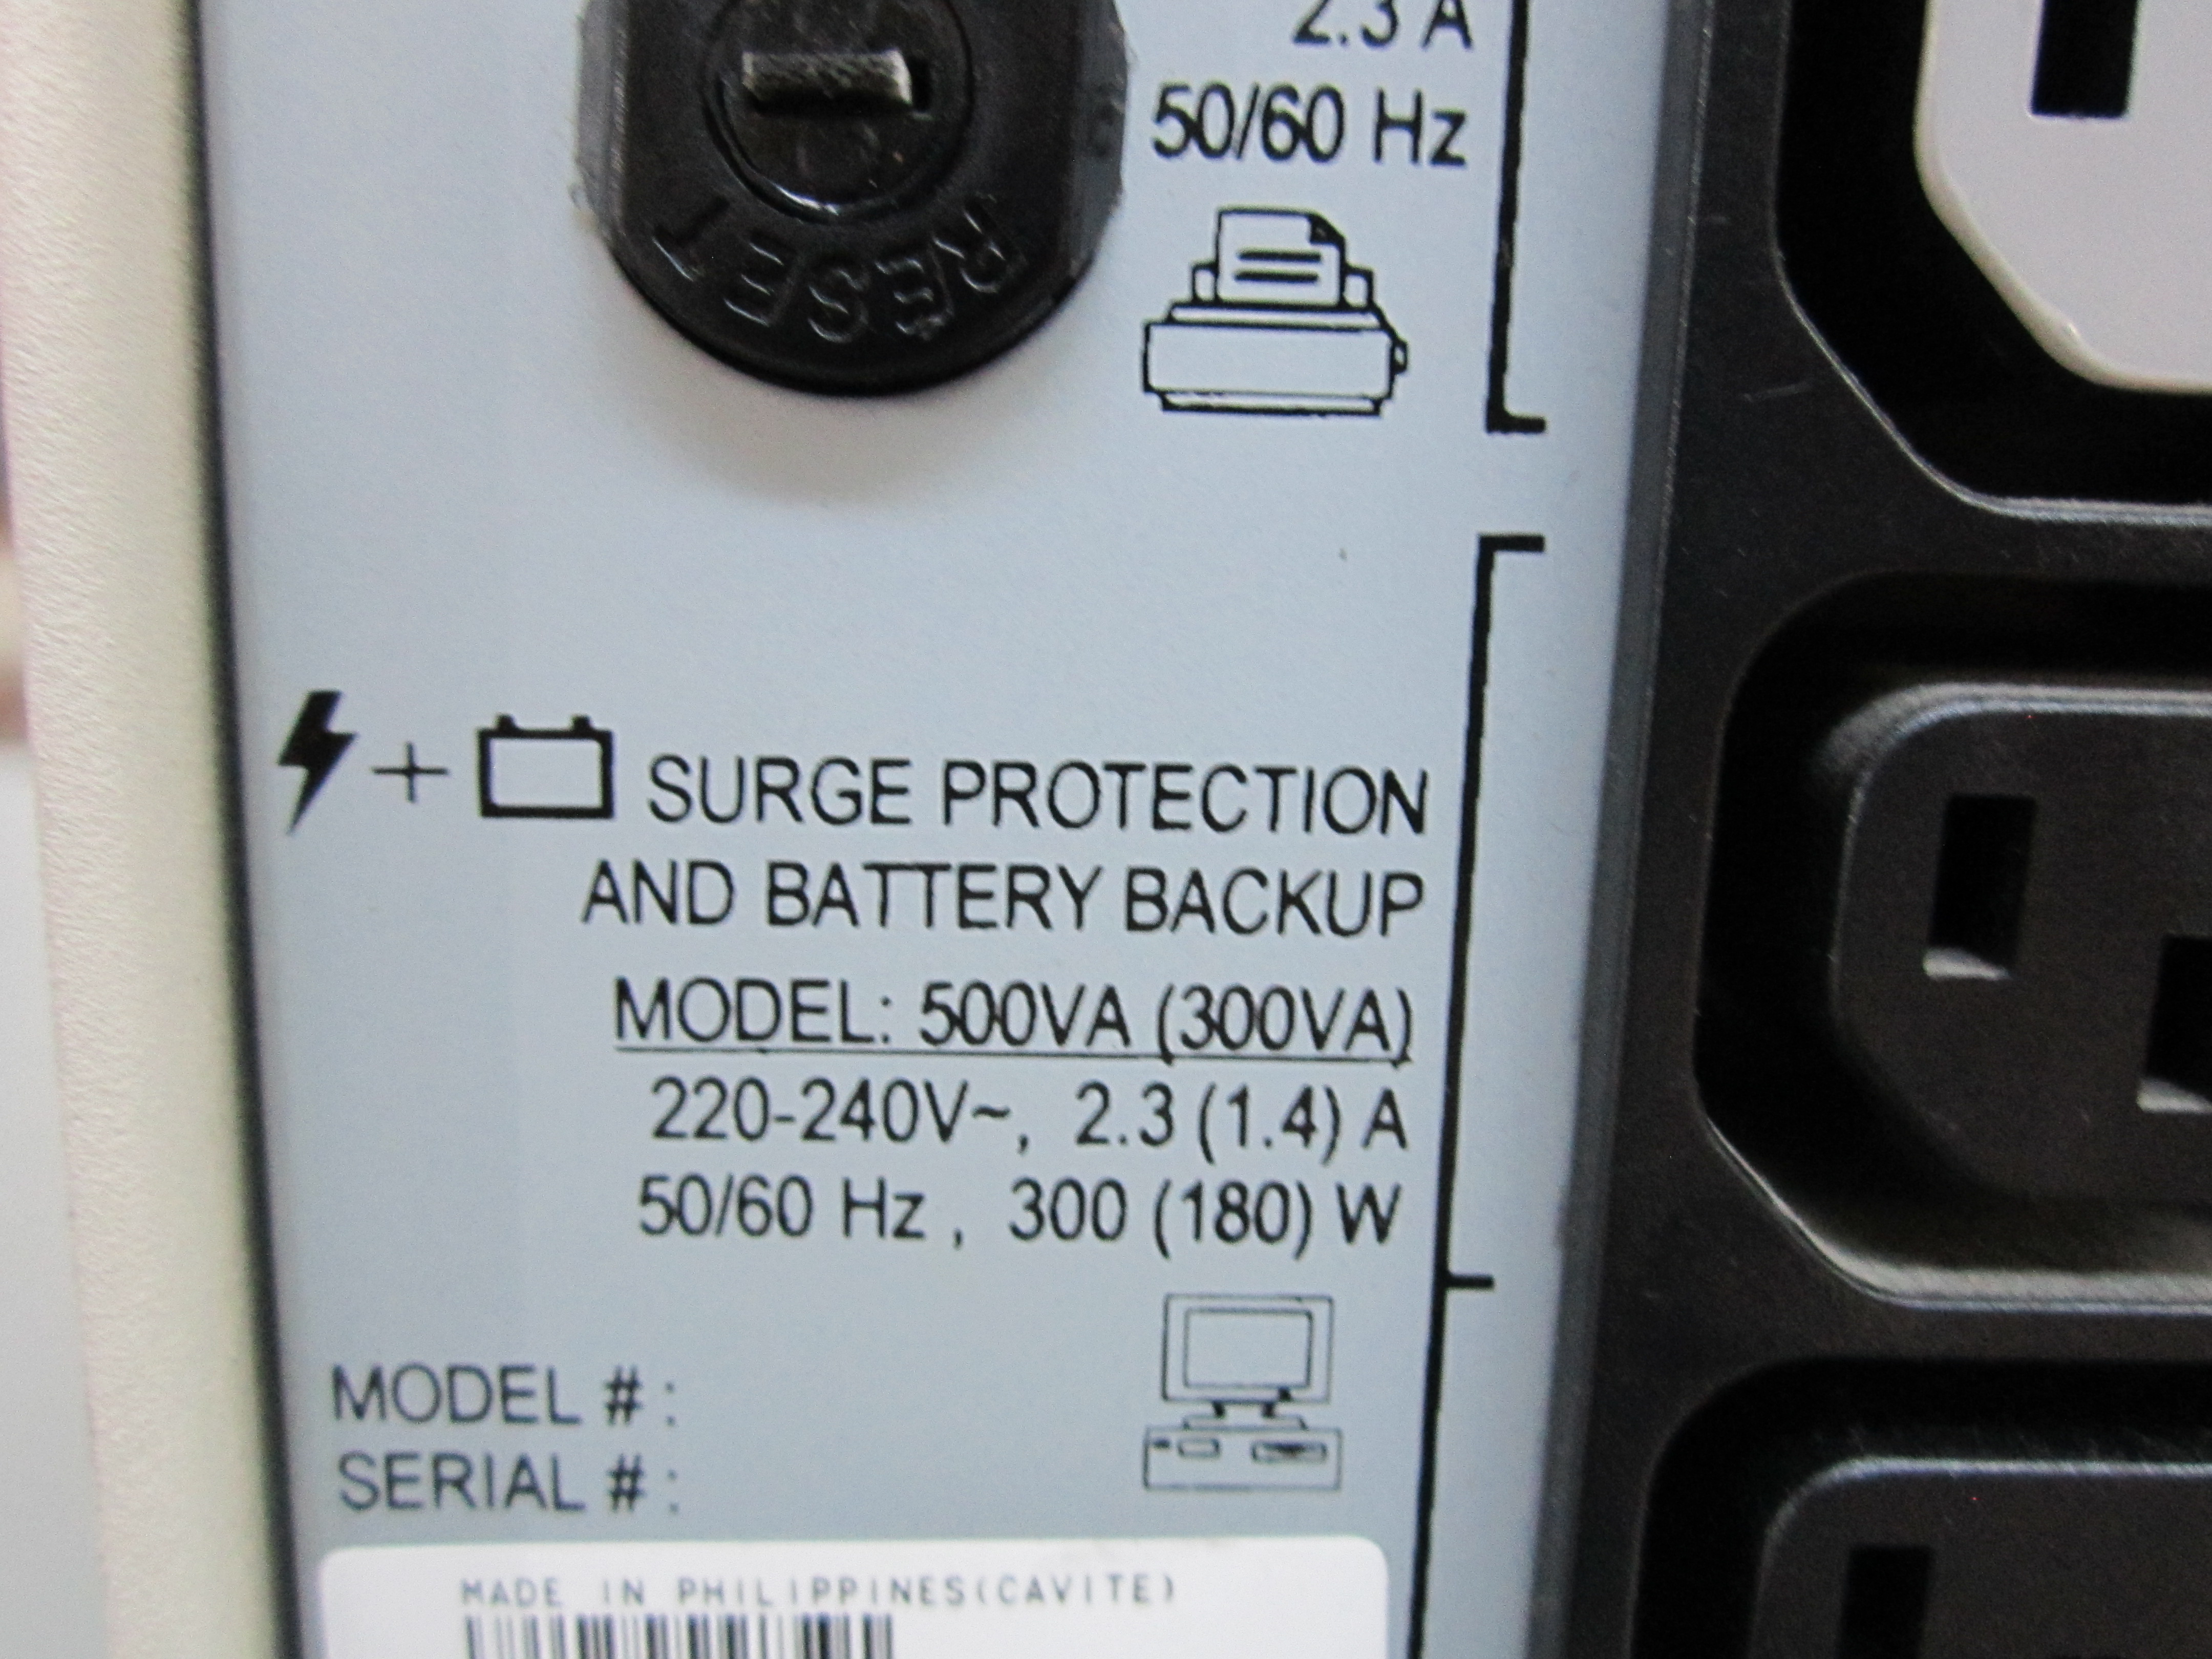 2.3 A
50/60 Hz
RESET
SURGE PROTECTION
AND BATTERY BACKUP
MODEL: 500VA (300VA)
220-240V~, 2.3 (1.4) A
50/60 Hz , 300 (180) W
MODEL # :
SERIAL # :
MADE IN PHILIPPINES(CAVITE)